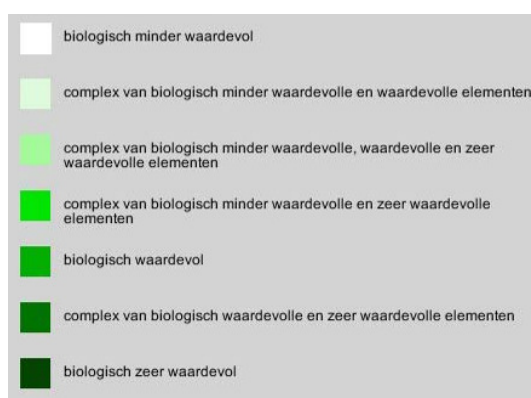 biologisch minder waardevol
complex van biologisch minder waardevolle en waardevolle elementen
complex van biologisch minder waardevolle, waardevolle en zeer
waardevolle elementen
complex van biologisch minder waardevolle en zeer waardevolle
elementen
biologisch waardevol
complex van biologisch waardevolle en zeer waardevolle elementen
biologisch zeer waardevol